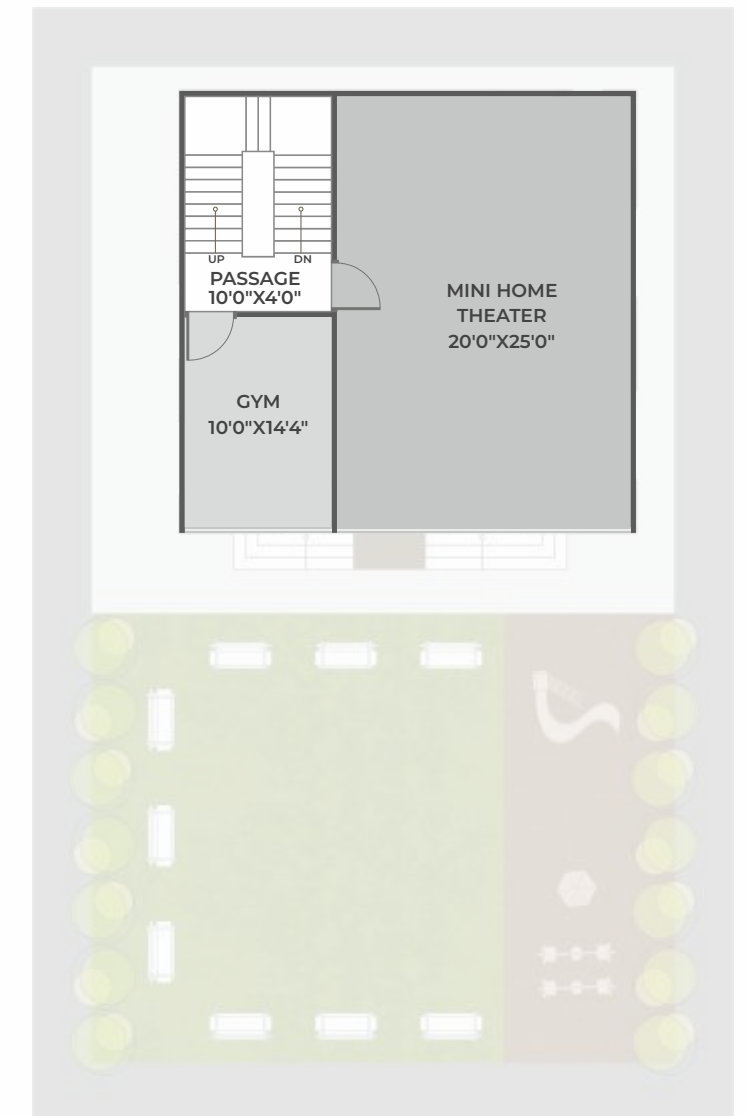 UP DN
PASSAGE
10'0"X4'0"
MINI HOME
THEATER
20'0"X25'0"
GYM
10'0"X14'4"